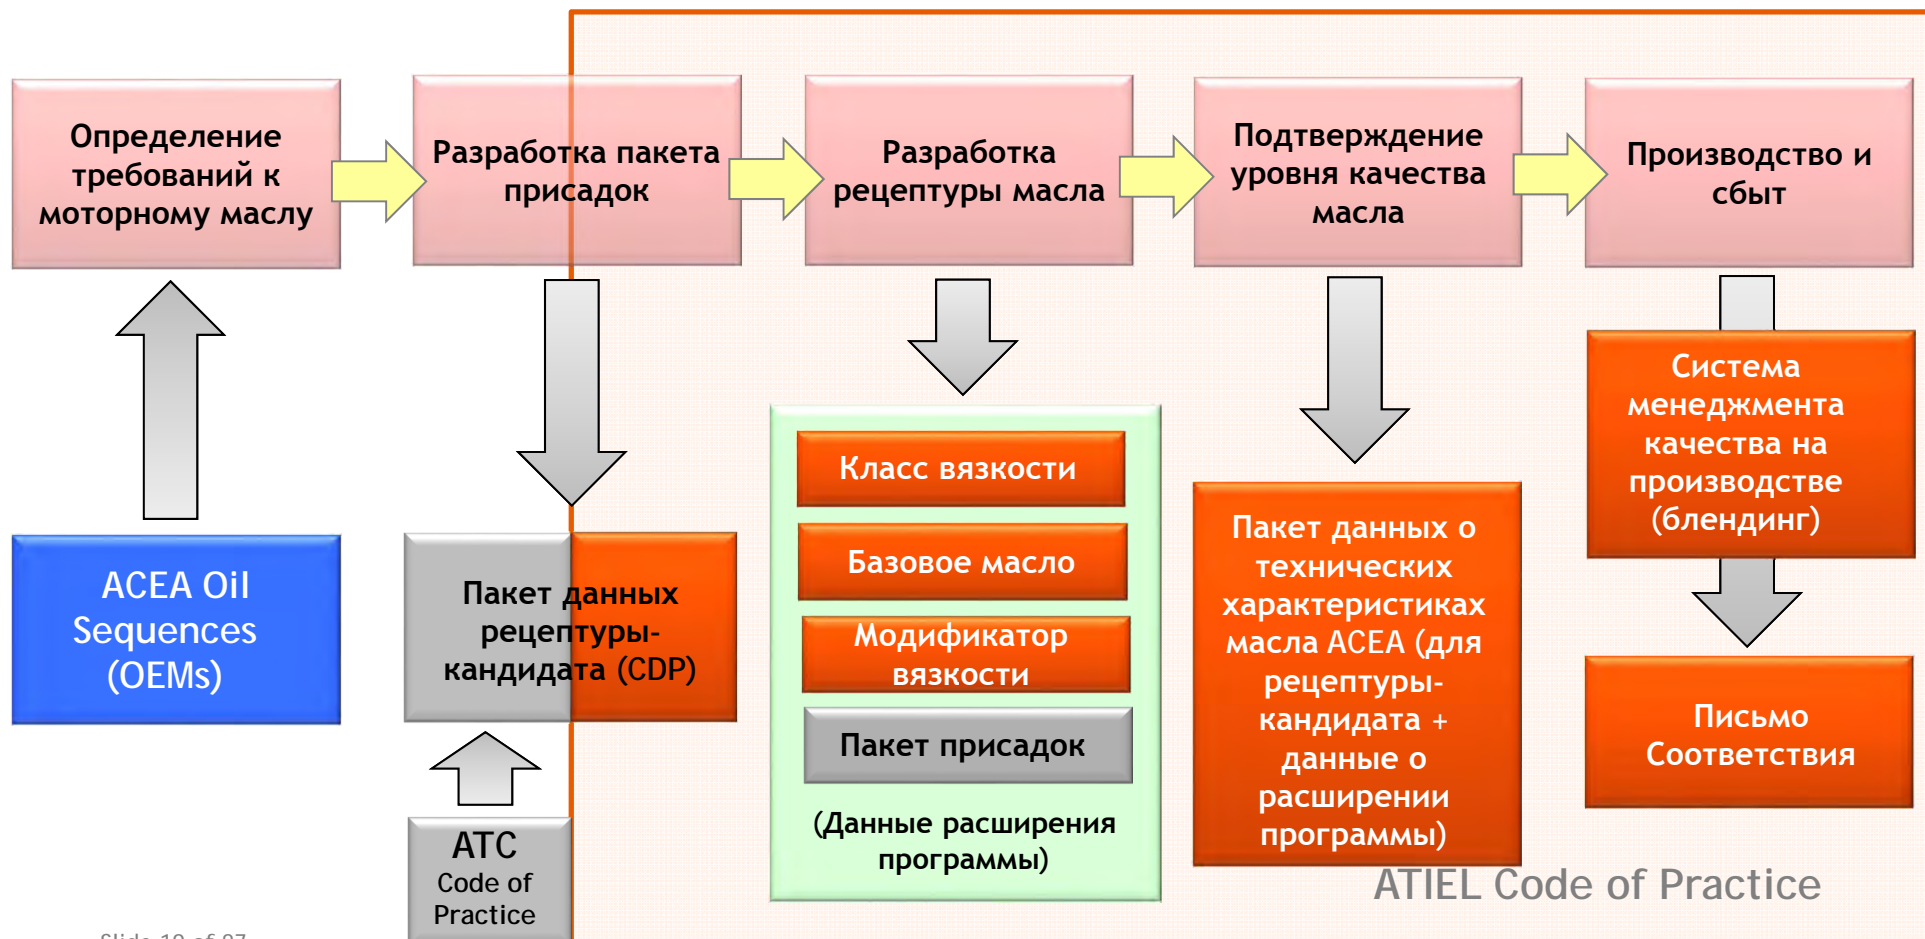 Определение
требований к
моторному маслу
Разработка пакета
присадок
Разработка
рецептуры масла
Подтверждение
уровня качества
масла
Производство и
сбыт
ACEA Oil
Sequences
(OEMs)
Пакет данных
рецептуры-
кандидата (CDP)
ATC
Code of
Practice
Класс вязкости
Базовое масло
Модификатор
вязкости
Пакет присадок
(Данные расширения
программы)
Пакет данных о
технических
характеристиках
масла ACEA (для
рецептуры-
кандидата +
данные о
расширении
программы)
Система
менеджмента
качества на
производстве
(блендинг)
Письмо
Соответствия
ATIEL Code of Practice